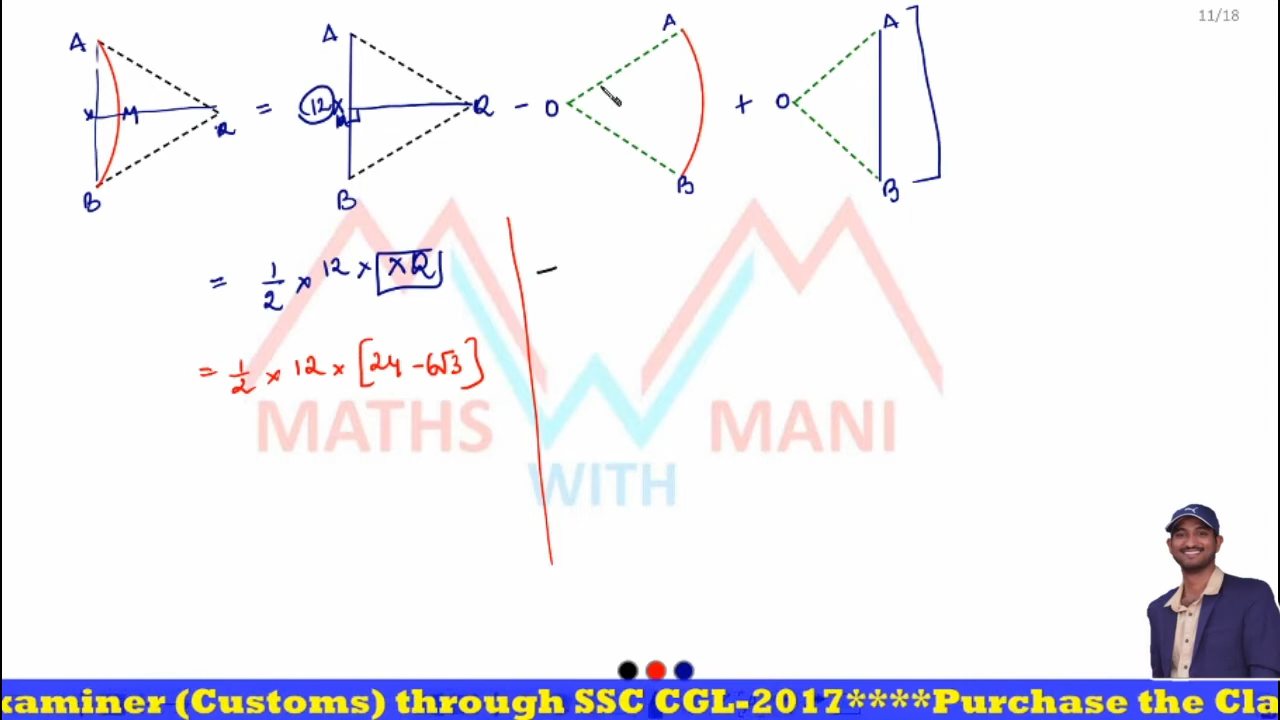 11/18
A A A A
x M R = 12 x R Q - O + O
B B B B
= 1/2 × 12 × XQ -
= 1/2 × 12 × [24 - 6√3]
MATHS WITH MANI
xaminer (Customs) through SSC CGL-2017****Purchase the Cla